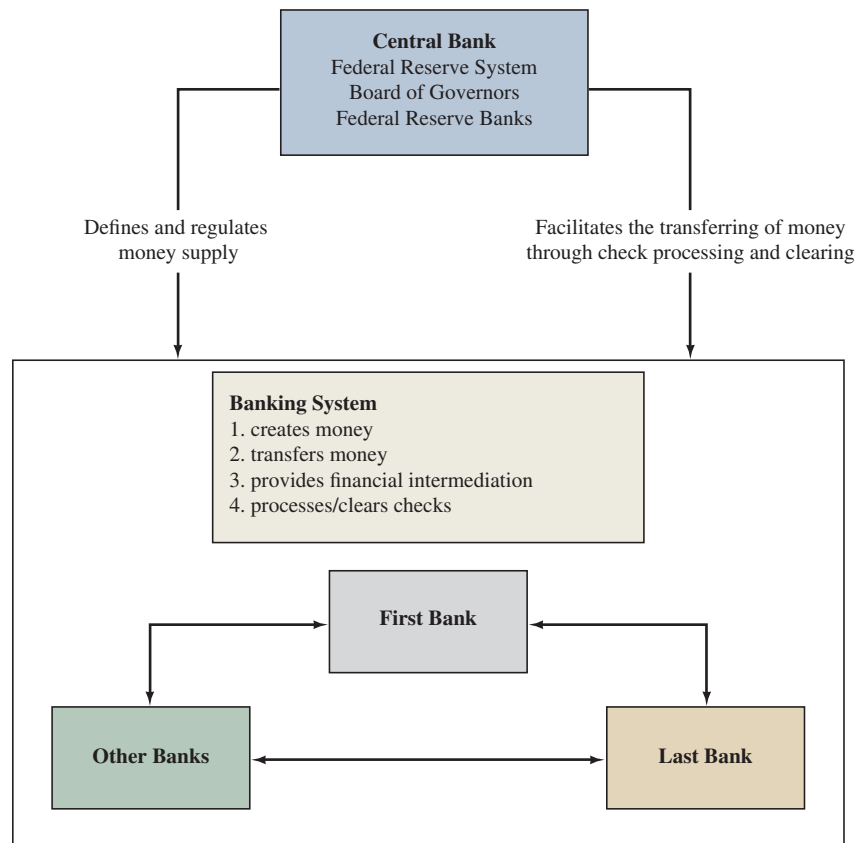 Central Bank
Federal Reserve System
Board of Governors
Federal Reserve Banks
Defines and regulates
money supply
Facilitates the transferring of money
through check processing and clearing
Banking System
1. creates money
2. transfers money
3. provides financial intermediation
4. processes/clears checks
First Bank
Other Banks
Last Bank